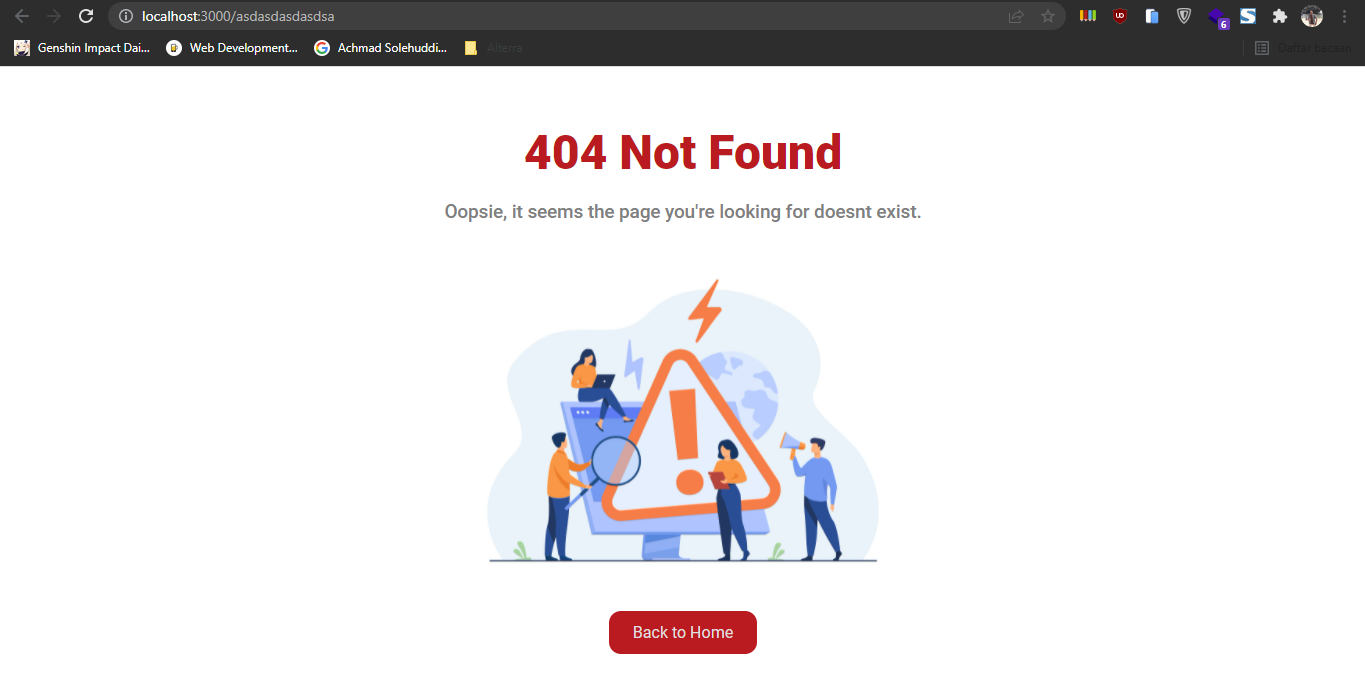 localhost:3000/asdasdasdasdsa
6
Genshin Impact Dai... Web Development... Achmad Solehuddi... Alterra Daftar bacaan
404 Not Found
Oopsie, it seems the page you're looking for doesnt exist.
Back to Home